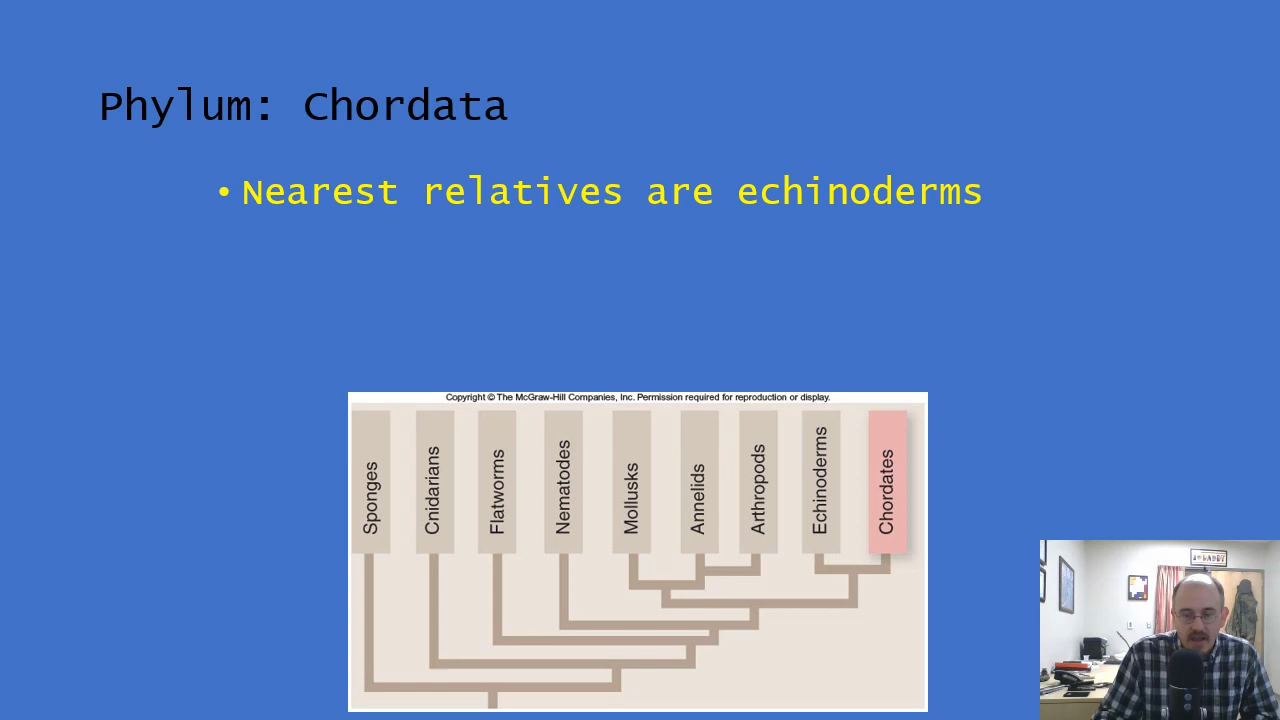 Phylum: Chordata
• Nearest relatives are echinoderms
Copyright © The McGraw-Hill Companies, Inc. Permission required for reproduction or display.
Sponges
Cnidarians
Flatworms
Nematodes
Mollusks
Annelids
Arthropods
Echinoderms
Chordates